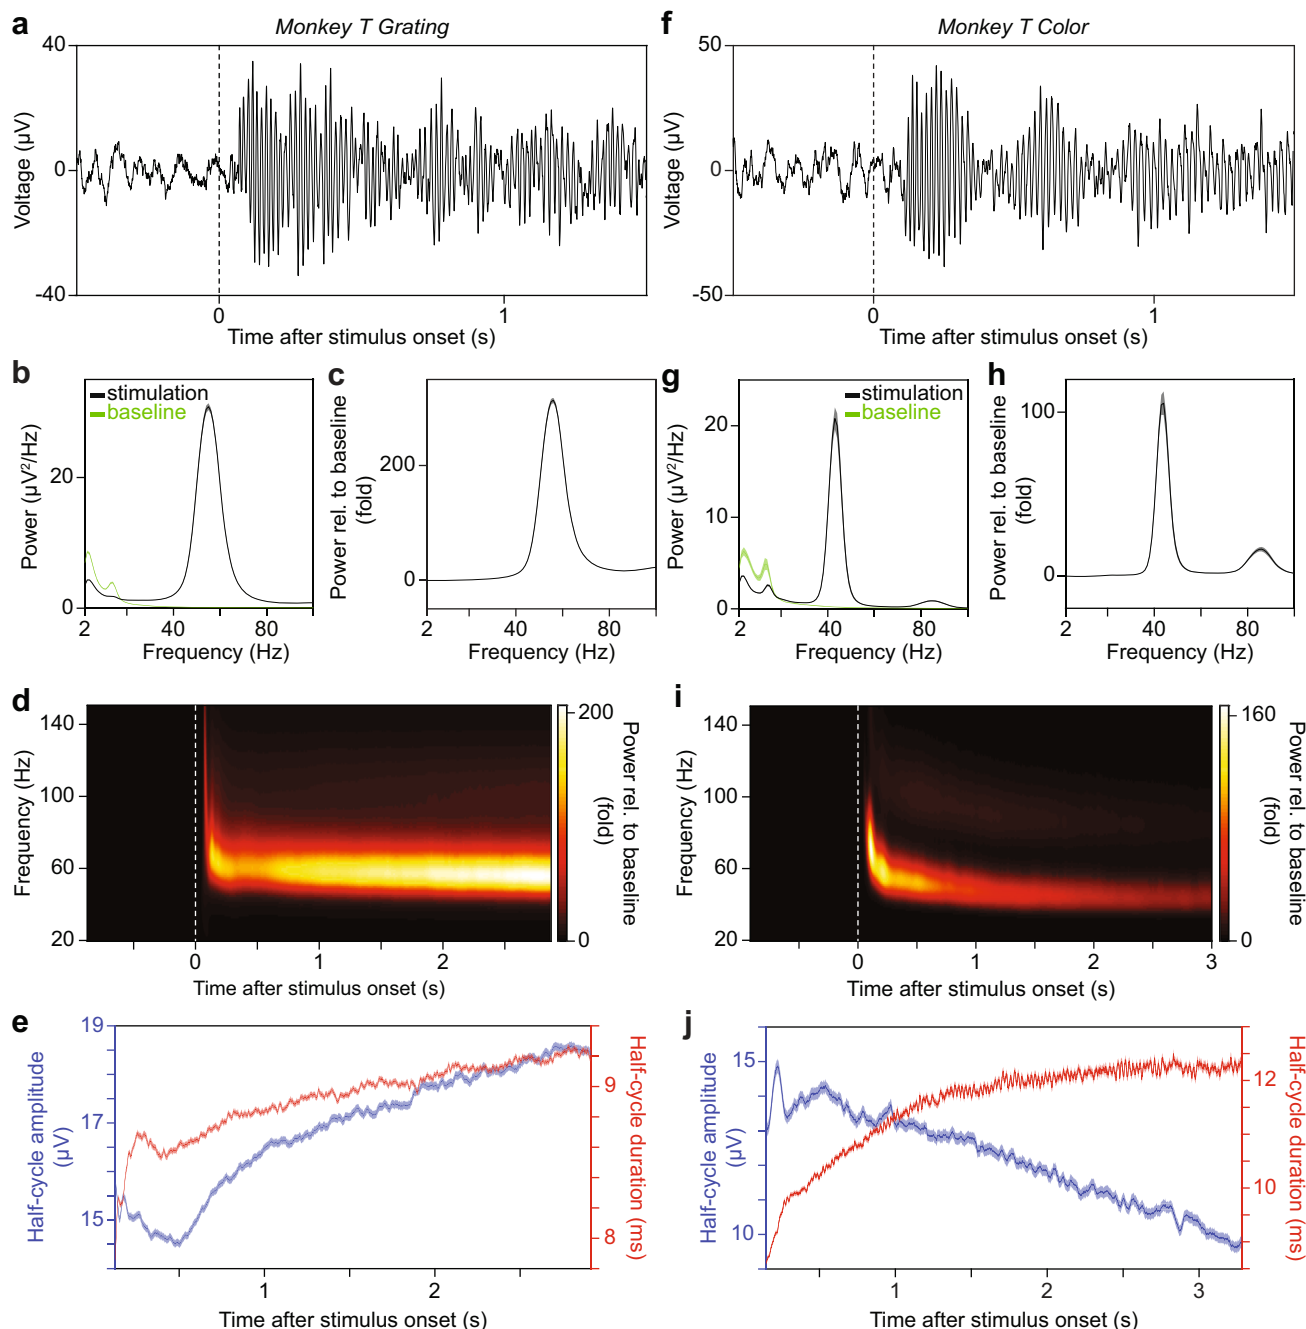 a
Monkey T Grating
40
0
-40
Voltage (µV)
0
1
Time after stimulus onset (s)
f
Monkey T Color
50
0
-50
Voltage (µV)
0
1
Time after stimulus onset (s)
b
stimulation
baseline
20
0
Power (µV²/Hz)
2
40
80
Frequency (Hz)
c
200
0
Power rel. to baseline
(fold)
2
40
80
Frequency (Hz)
g
stimulation
baseline
20
10
0
Power (µV²/Hz)
2
40
80
Frequency (Hz)
h
100
0
Power rel. to baseline
(fold)
2
40
80
Frequency (Hz)
d
140
100
60
20
Frequency (Hz)
0
1
2
Time after stimulus onset (s)
200
0
Power rel. to baseline
(fold)
i
140
100
60
20
Frequency (Hz)
0
1
2
3
Time after stimulus onset (s)
160
0
Power rel. to baseline
(fold)
e
19
17
15
Half-cycle amplitude
(µV)
9
8
Half-cycle duration (ms)
1
2
Time after stimulus onset (s)
j
15
10
Half-cycle amplitude
(µV)
12
10
Half-cycle duration (ms)
1
2
3
Time after stimulus onset (s)